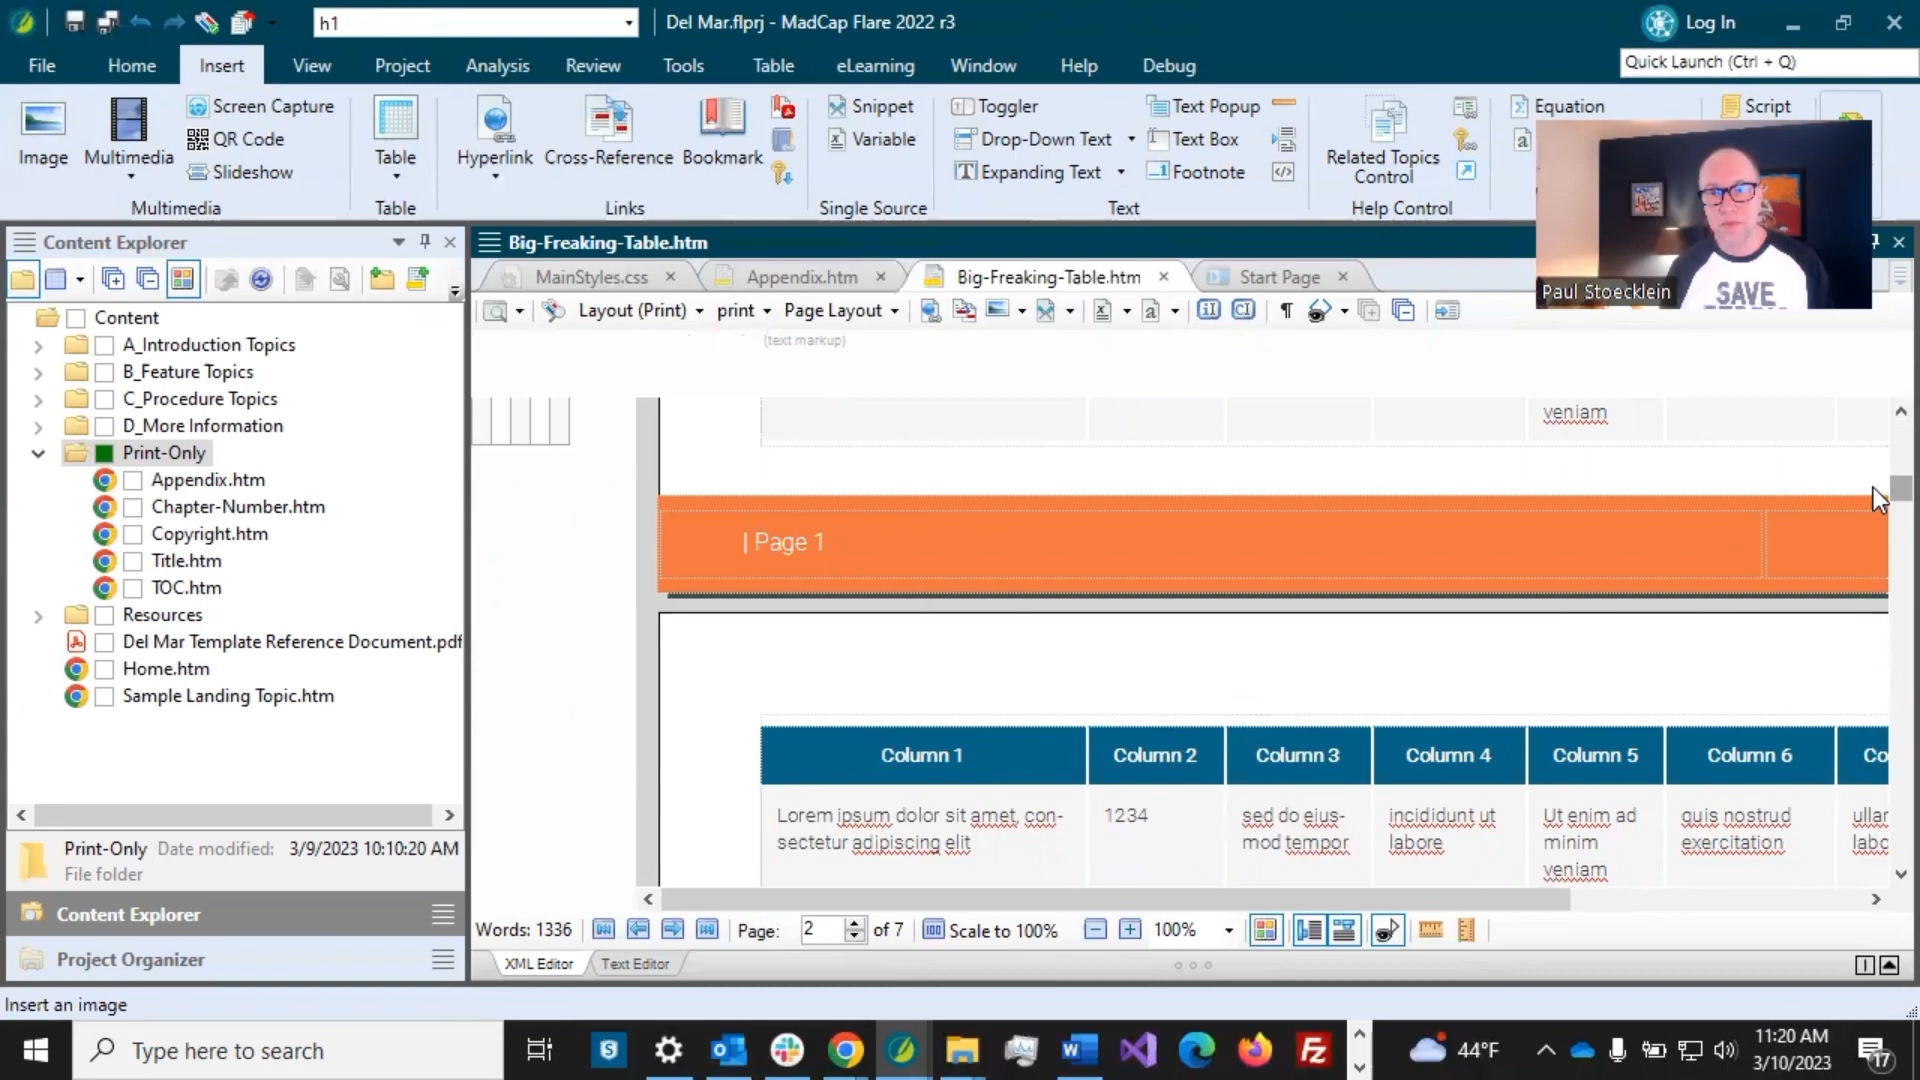 h1
Del Mar.flprj - MadCap Flare 2022 r3
Log In
File Home Insert View Project Analysis Review Tools Table eLearning Window Help Debug
Quick Launch (Ctrl + Q)
Image
Multimedia
Screen Capture
QR Code
Slideshow
Multimedia
Table
Table
Hyperlink
Cross-Reference
Bookmark
Links
Snippet
Variable
Single Source
Toggler
Drop-Down Text
Expanding Text
Text Popup
Text Box
Footnote
Text
Related Topics
Control
Help Control
Equation
Script
Paul Stoecklein
SAVE
Content Explorer
Content
A_Introduction Topics
B_Feature Topics
C_Procedure Topics
D_More Information
Print-Only
Appendix.htm
Chapter-Number.htm
Copyright.htm
Title.htm
TOC.htm
Resources
Del Mar Template Reference Document.pdf
Home.htm
Sample Landing Topic.htm
Print-Only Date modified: 3/9/2023 10:10:20 AM
File folder
Content Explorer
Project Organizer
Big-Freaking-Table.htm
MainStyles.css
Appendix.htm
Big-Freaking-Table.htm
Start Page
Layout (Print) print Page Layout
(text markup)
veniam
| Page 1
Column 1 Column 2 Column 3 Column 4 Column 5 Column 6 Co
Lorem ipsum dolor sit amet, con-
sectetur adipiscing elit
1234
sed do eius-
mod tempor
incididunt ut
labore
Ut enim ad
minim
veniam
quis nostrud
exercitation
ullar
labo
Words: 1336 Page: 2 of 7 Scale to 100% 100%
XML Editor Text Editor
Insert an image
Type here to search
44°F
11:20 AM
3/10/2023
17